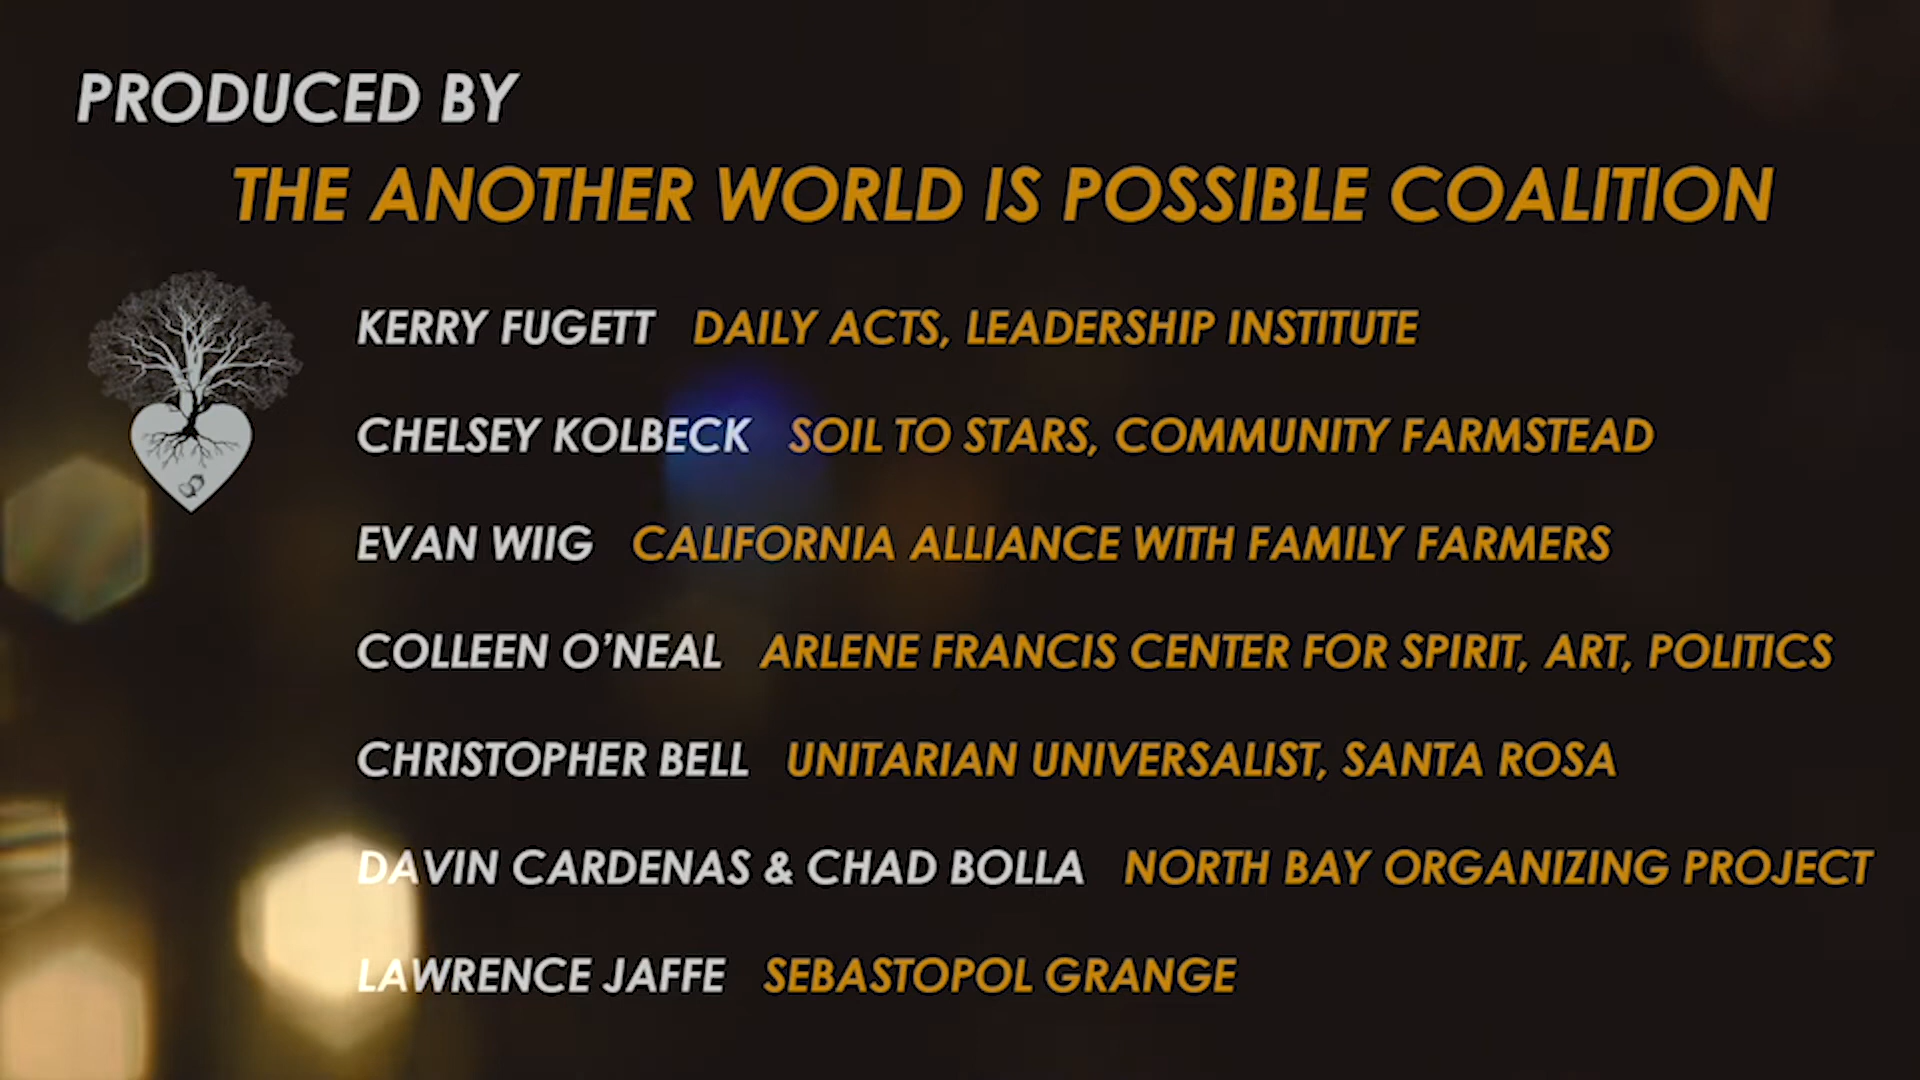 PRODUCED BY
THE ANOTHER WORLD IS POSSIBLE COALITION
KERRY FUGETT DAILY ACTS, LEADERSHIP INSTITUTE
CHELSEY KOLBECK SOIL TO STARS, COMMUNITY FARMSTEAD
EVAN WIIG CALIFORNIA ALLIANCE WITH FAMILY FARMERS
COLLEEN O’NEAL ARLENE FRANCIS CENTER FOR SPIRIT, ART, POLITICS
CHRISTOPHER BELL UNITARIAN UNIVERSALIST, SANTA ROSA
DAVIN CARDENAS & CHAD BOLLA NORTH BAY ORGANIZING PROJECT
LAWRENCE JAFFE SEBASTOPOL GRANGE